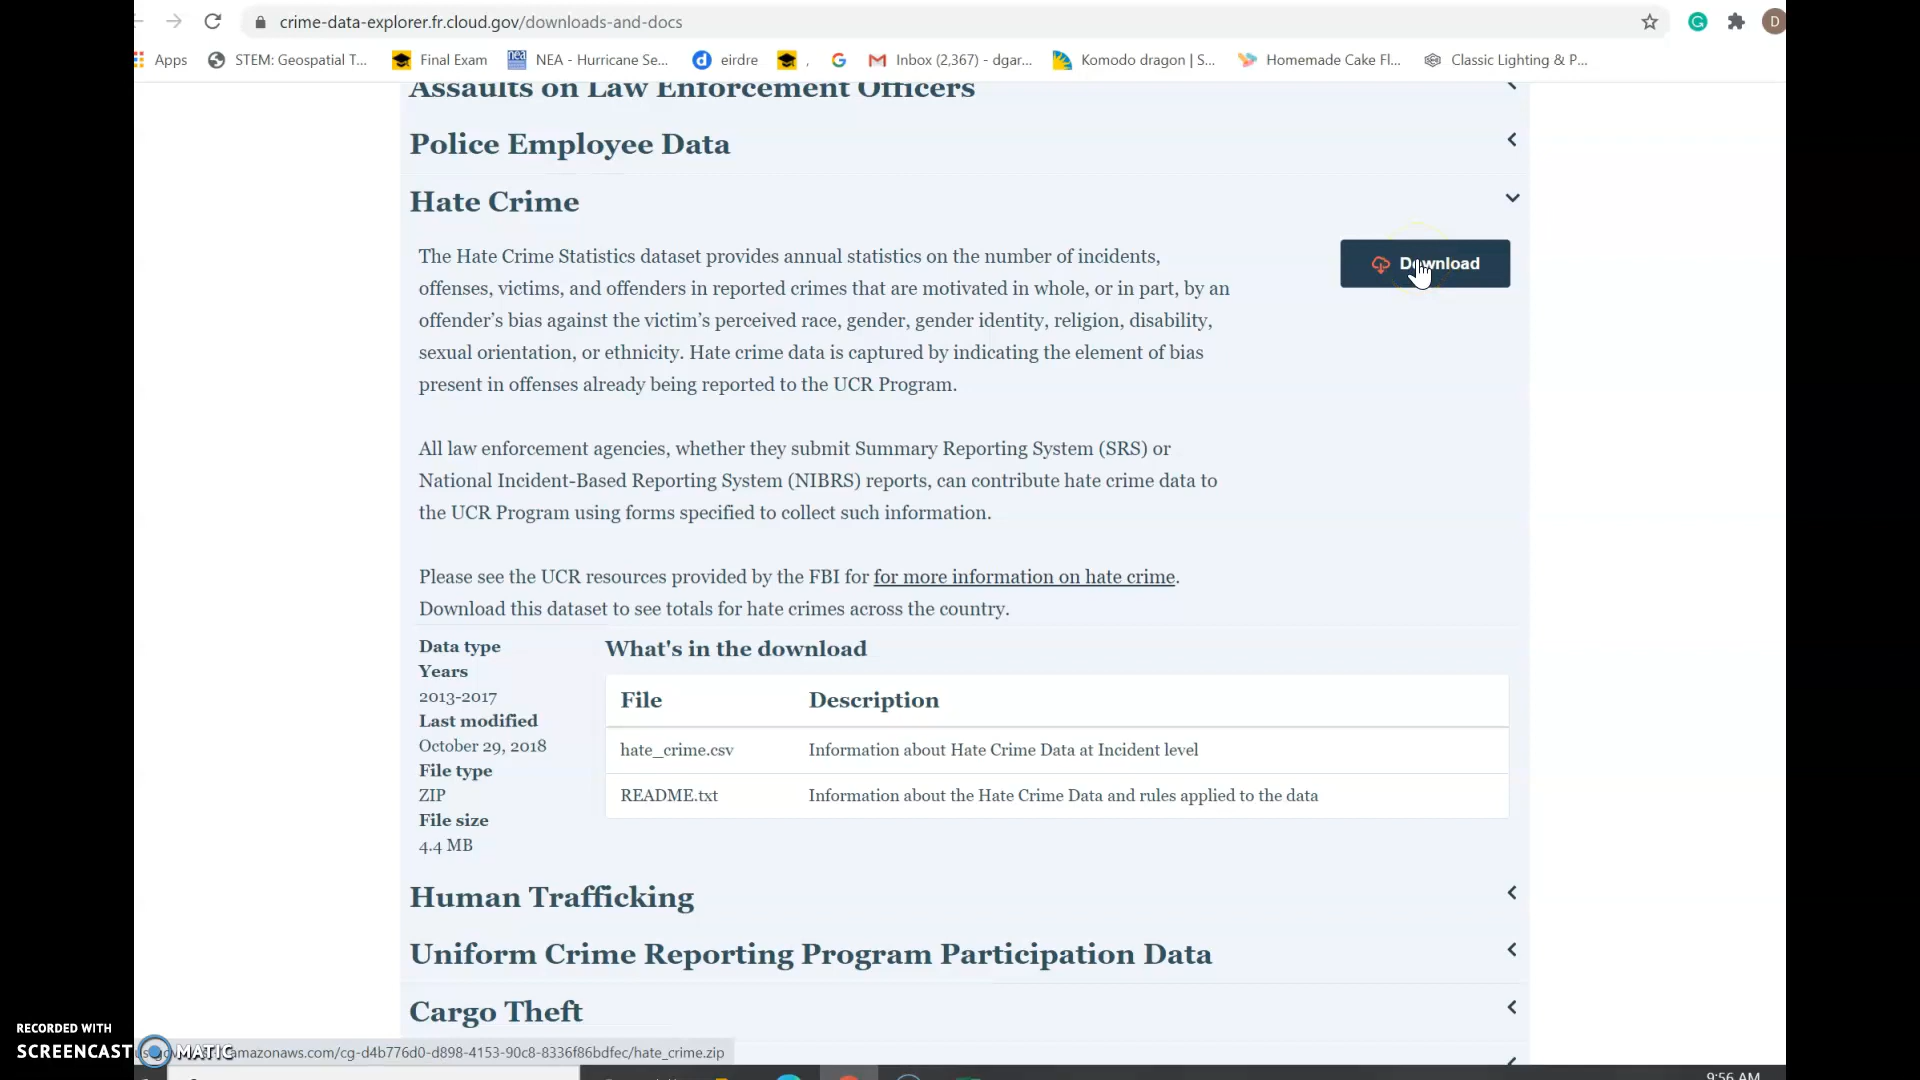 crime-data-explorer.fr.cloud.gov/downloads-and-docs
D
Apps
STEM: Geospatial T...
Final Exam
nea
NEA - Hurricane Se...
eirdre
,
Inbox (2,367) - dgar...
Komodo dragon | S...
Homemade Cake Fl...
Classic Lighting & P...
Assaults on Law Enforcement Officers
Police Employee Data
Hate Crime
Download
The Hate Crime Statistics dataset provides annual statistics on the number of incidents,
offenses, victims, and offenders in reported crimes that are motivated in whole, or in part, by an
offender’s bias against the victim’s perceived race, gender, gender identity, religion, disability,
sexual orientation, or ethnicity. Hate crime data is captured by indicating the element of bias
present in offenses already being reported to the UCR Program.
All law enforcement agencies, whether they submit Summary Reporting System (SRS) or
National Incident-Based Reporting System (NIBRS) reports, can contribute hate crime data to
the UCR Program using forms specified to collect such information.
Please see the UCR resources provided by the FBI for for more information on hate crime.
Download this dataset to see totals for hate crimes across the country.
Data type
Years
2013-2017
Last modified
October 29, 2018
File type
ZIP
File size
4.4 MB
What's in the download
File Description
hate_crime.csv Information about Hate Crime Data at Incident level
README.txt Information about the Hate Crime Data and rules applied to the data
Human Trafficking
Uniform Crime Reporting Program Participation Data
Cargo Theft
amazonaws.com/cg-d4b776d0-d898-4153-90c8-8336f86bdfec/hate_crime.zip
RECORDED WITH
SCREENCAST MATIC
9:56 AM